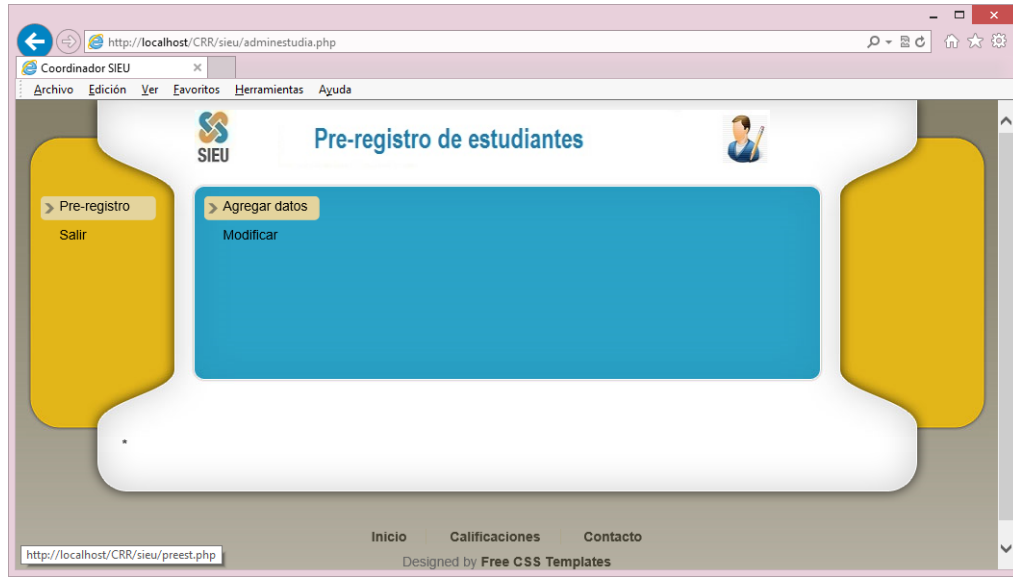 http://localhost/CRR/sieu/adminestudia.php
Coordinador SIEU
Archivo Edición Ver Favoritos Herramientas Ayuda
SIEU
Pre-registro de estudiantes
Pre-registro
Salir
Agregar datos
Modificar
Inicio Calificaciones Contacto
Designed by Free CSS Templates
http://localhost/CRR/sieu/preest.php